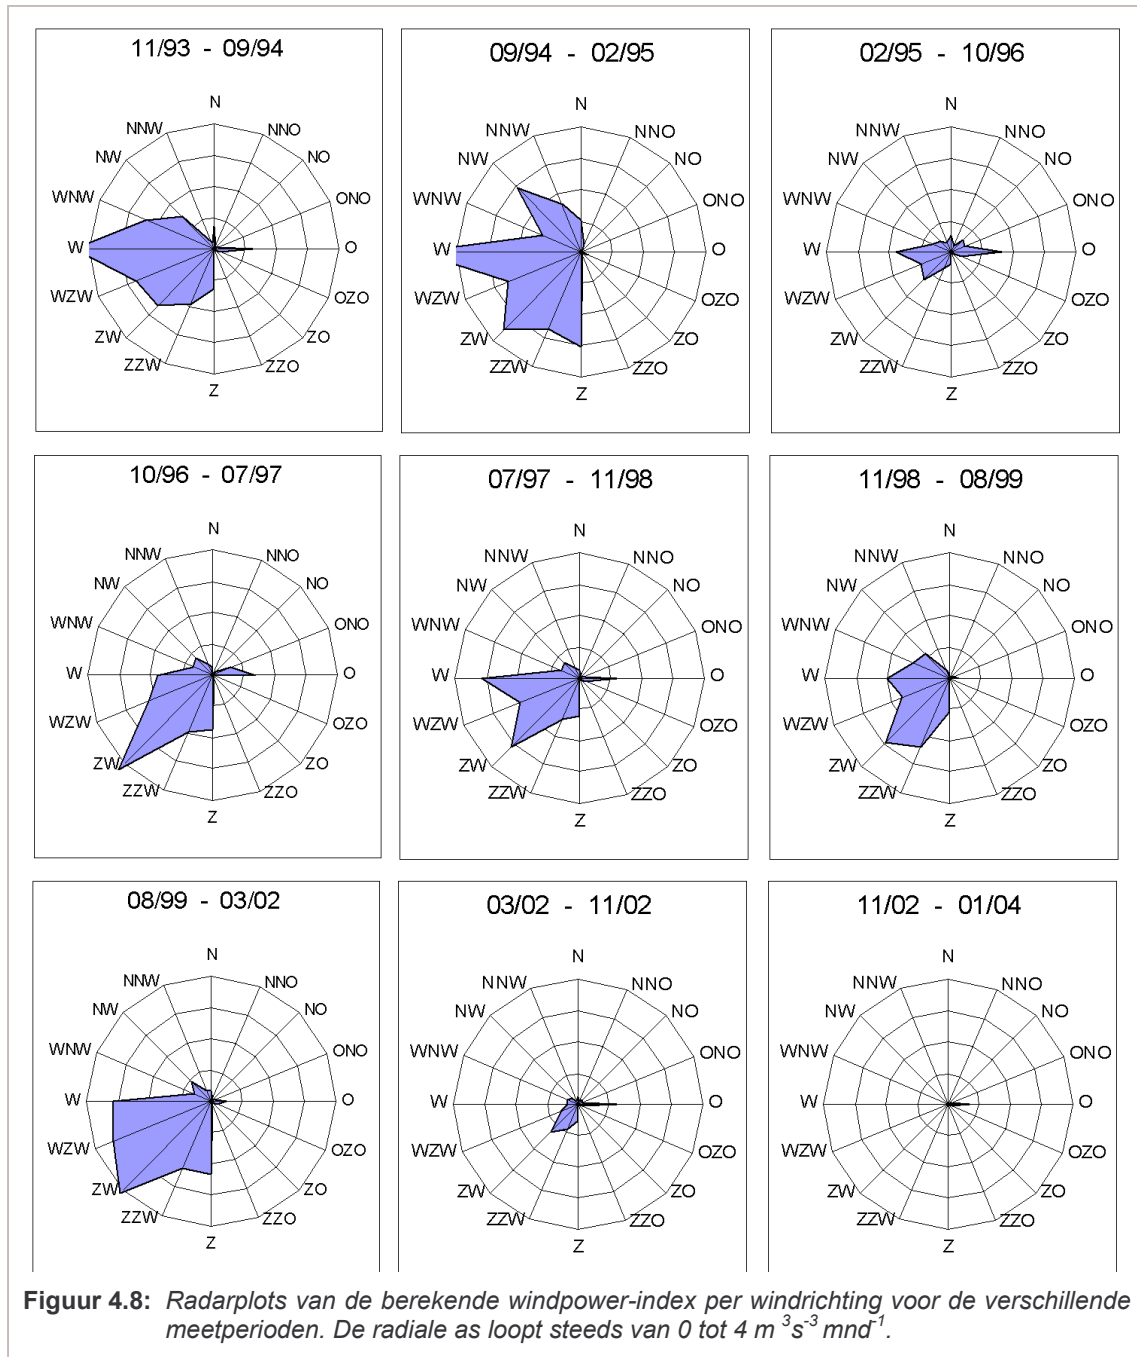 11/93 - 09/94
N
NNW
NNO
NW
NO
WNW
ONO
W
O
WZW
OZO
ZW
ZO
ZZW
ZZO
Z
09/94 - 02/95
N
NNW
NNO
NW
NO
WNW
ONO
W
O
WZW
OZO
ZW
ZO
ZZW
ZZO
Z
02/95 - 10/96
N
NNW
NNO
NW
NO
WNW
ONO
W
O
WZW
OZO
ZW
ZO
ZZW
ZZO
Z
10/96 - 07/97
N
NNW
NNO
NW
NO
WNW
ONO
W
O
WZW
OZO
ZW
ZO
ZZW
ZZO
Z
07/97 - 11/98
N
NNW
NNO
NW
NO
WNW
ONO
W
O
WZW
OZO
ZW
ZO
ZZW
ZZO
Z
11/98 - 08/99
N
NNW
NNO
NW
NO
WNW
ONO
W
O
WZW
OZO
ZW
ZO
ZZW
ZZO
Z
08/99 - 03/02
N
NNW
NNO
NW
NO
WNW
ONO
W
O
WZW
OZO
ZW
ZO
ZZW
ZZO
Z
03/02 - 11/02
N
NNW
NNO
NW
NO
WNW
ONO
W
O
WZW
OZO
ZW
ZO
ZZW
ZZO
Z
11/02 - 01/04
N
NNW
NNO
NW
NO
WNW
ONO
W
O
WZW
OZO
ZW
ZO
ZZW
ZZO
Z
Figuur 4.8: Radarplots van de berekende windpower-index per windrichting voor de verschillende
meetperioden. De radiale as loopt steeds van 0 tot 4 m ³s⁻³ mnd⁻¹.